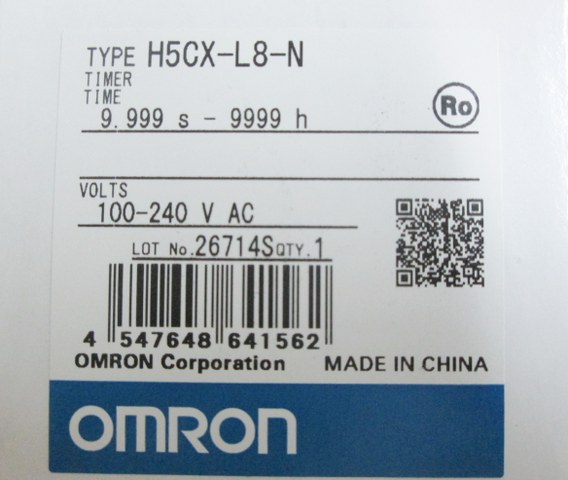 TYPE H5CX-L8-N
TIMER
TIME
9.999 s - 9999 h
Ro
VOLTS
100-240 V AC
LOT No.26714S QTY.1
4 547648 641562
OMRON Corporation MADE IN CHINA
OMRON